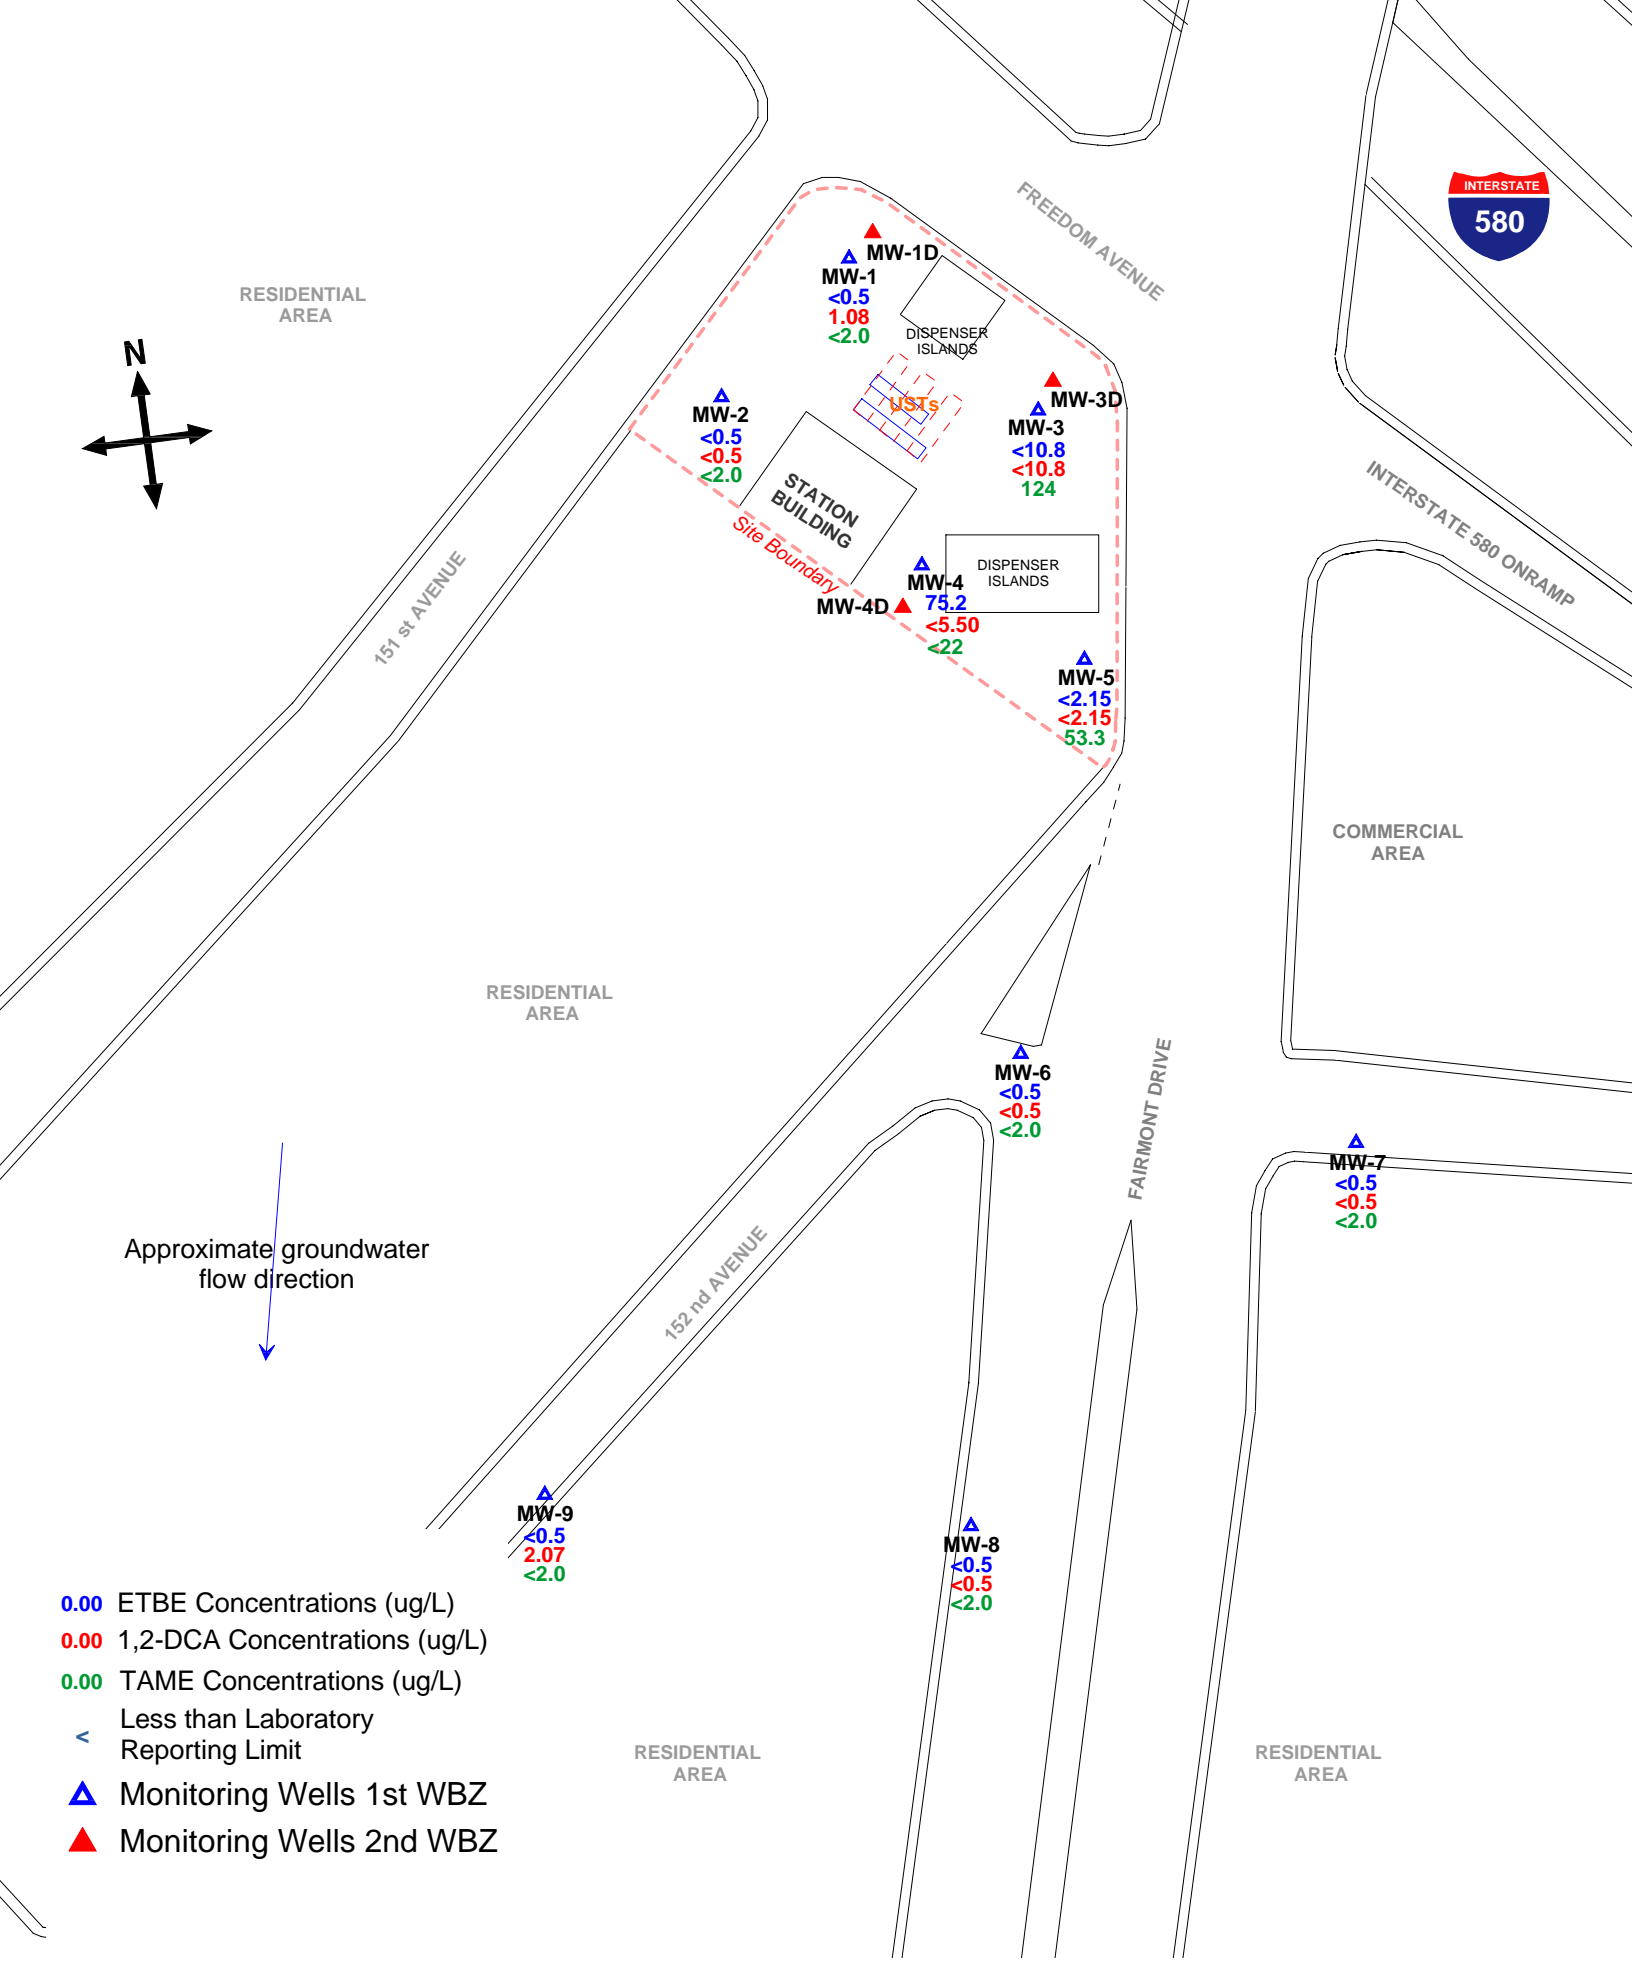 FREEDOM AVENUE
INTERSTATE
580
MW-1D
MW-1
<0.5
1.08
<2.0
RESIDENTIAL
AREA
DISPENSER
ISLANDS
N
USTs
MW-3D
MW-3
<10.8
<10.8
124
MW-2
<0.5
<0.5
<2.0
STATION
BUILDING
Site Boundary
INTERSTATE 580 ONRAMP
151 st AVENUE
DISPENSER
ISLANDS
MW-4
75.2
<5.50
<22
MW-4D
MW-5
<2.15
<2.15
53.3
COMMERCIAL
AREA
RESIDENTIAL
AREA
MW-6
<0.5
<0.5
<2.0
FAIRMONT DRIVE
MW-7
<0.5
<0.5
<2.0
Approximate groundwater
flow direction
152 nd AVENUE
MW-9
<0.5
2.07
<2.0
MW-8
<0.5
<0.5
<2.0
0.00 ETBE Concentrations (ug/L)
0.00 1,2-DCA Concentrations (ug/L)
0.00 TAME Concentrations (ug/L)
< Less than Laboratory
Reporting Limit
Monitoring Wells 1st WBZ
Monitoring Wells 2nd WBZ
RESIDENTIAL
AREA
RESIDENTIAL
AREA